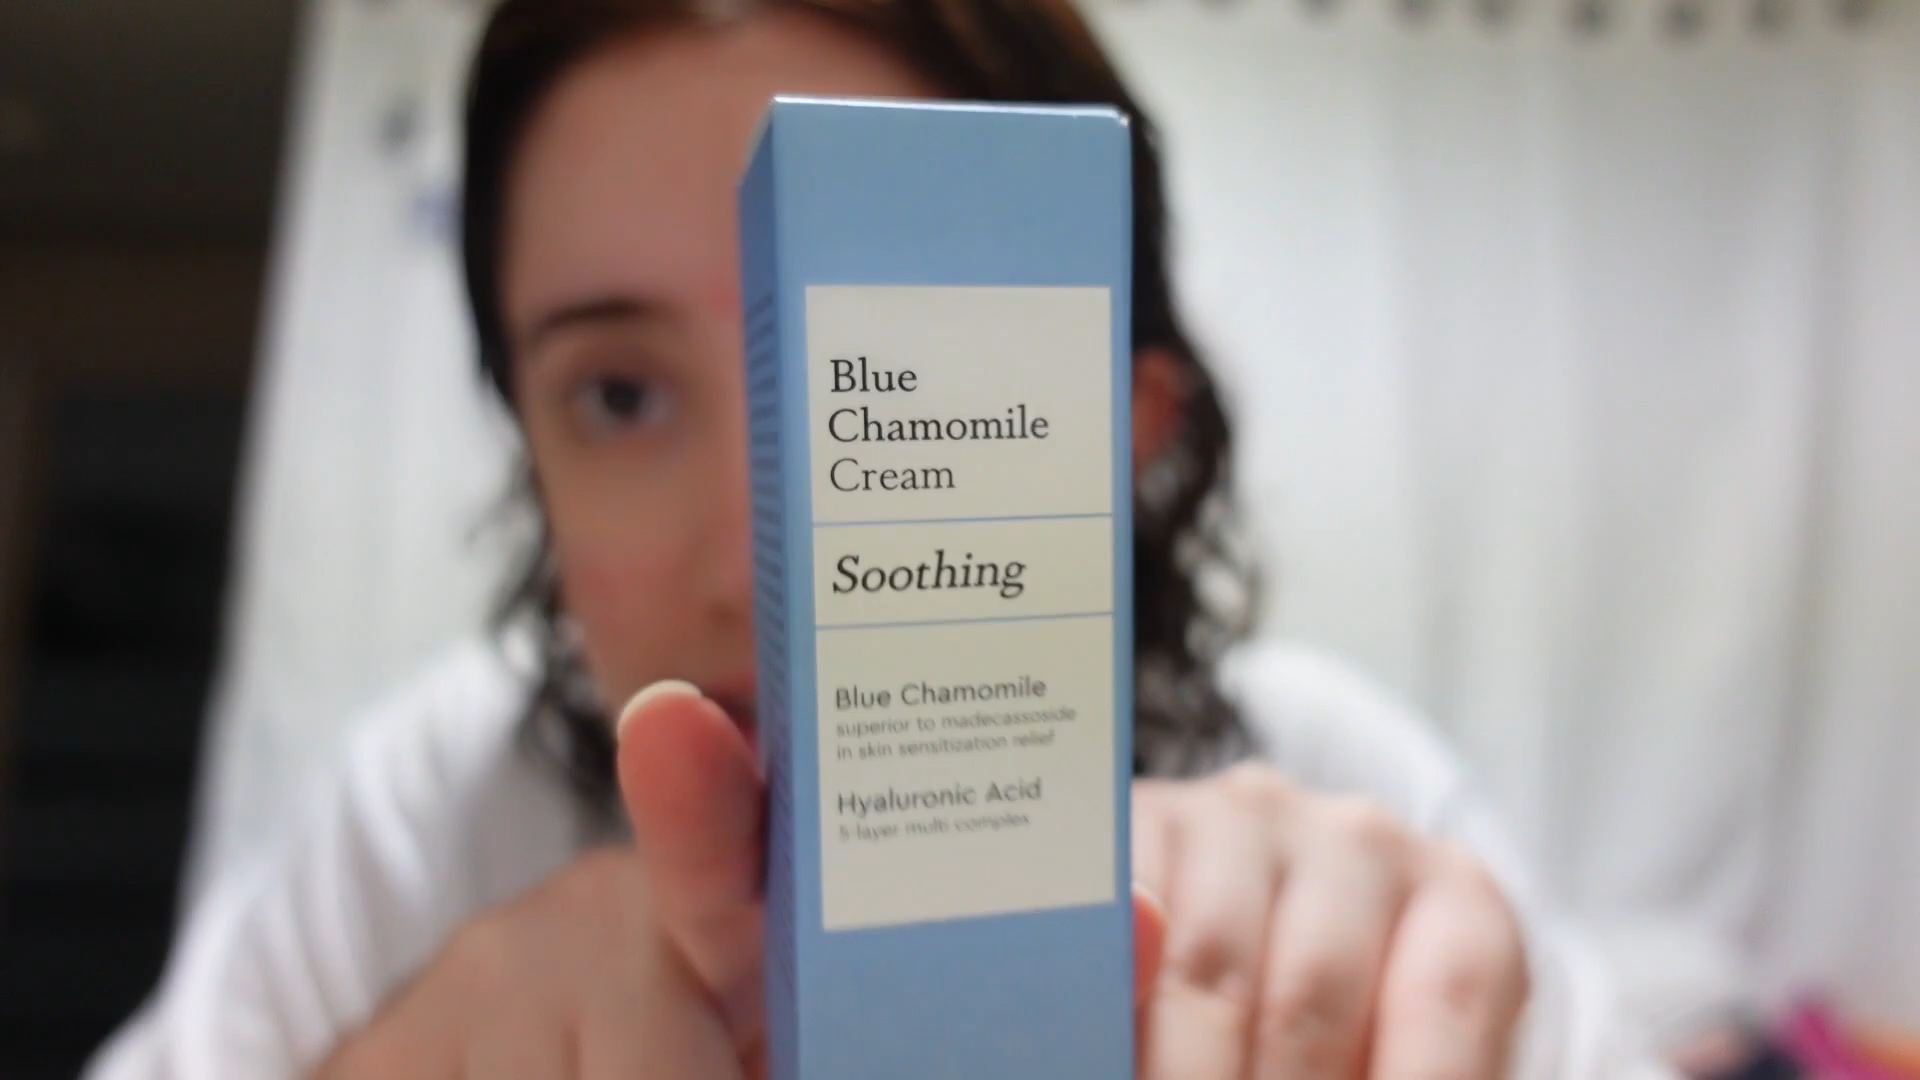 Blue
Chamomile
Cream
Soothing
Blue Chamomile
superior to madecassoside
in skin sensitization relief
Hyaluronic Acid
5 layer multi complex